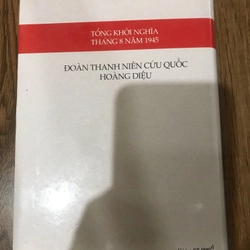 TỔNG KHỞI NGHĨA
THÁNG 8 NĂM 1945
ĐOÀN THANH NIÊN CỨU QUỐC
HOÀNG DIỆU